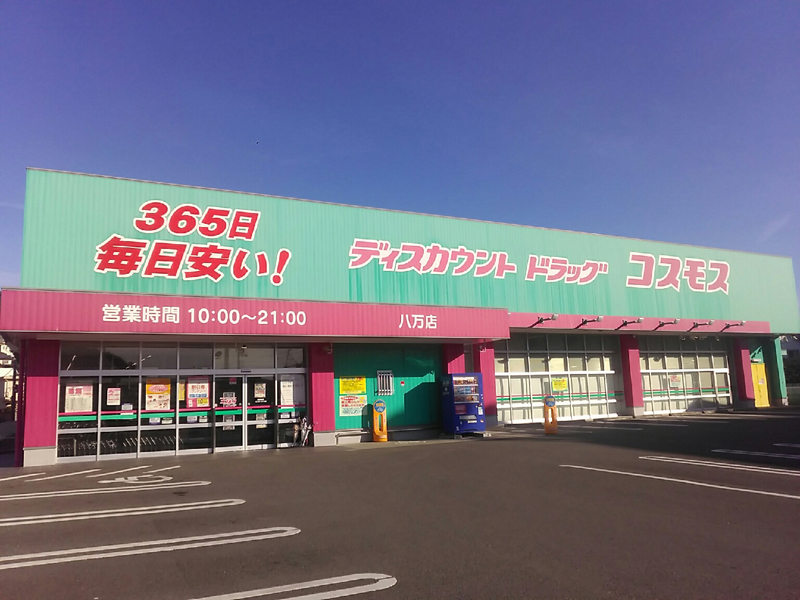 365日
毎日安い!
ディスカウント ドラッグ コスモス
営業時間 10:00～21:00
八万店